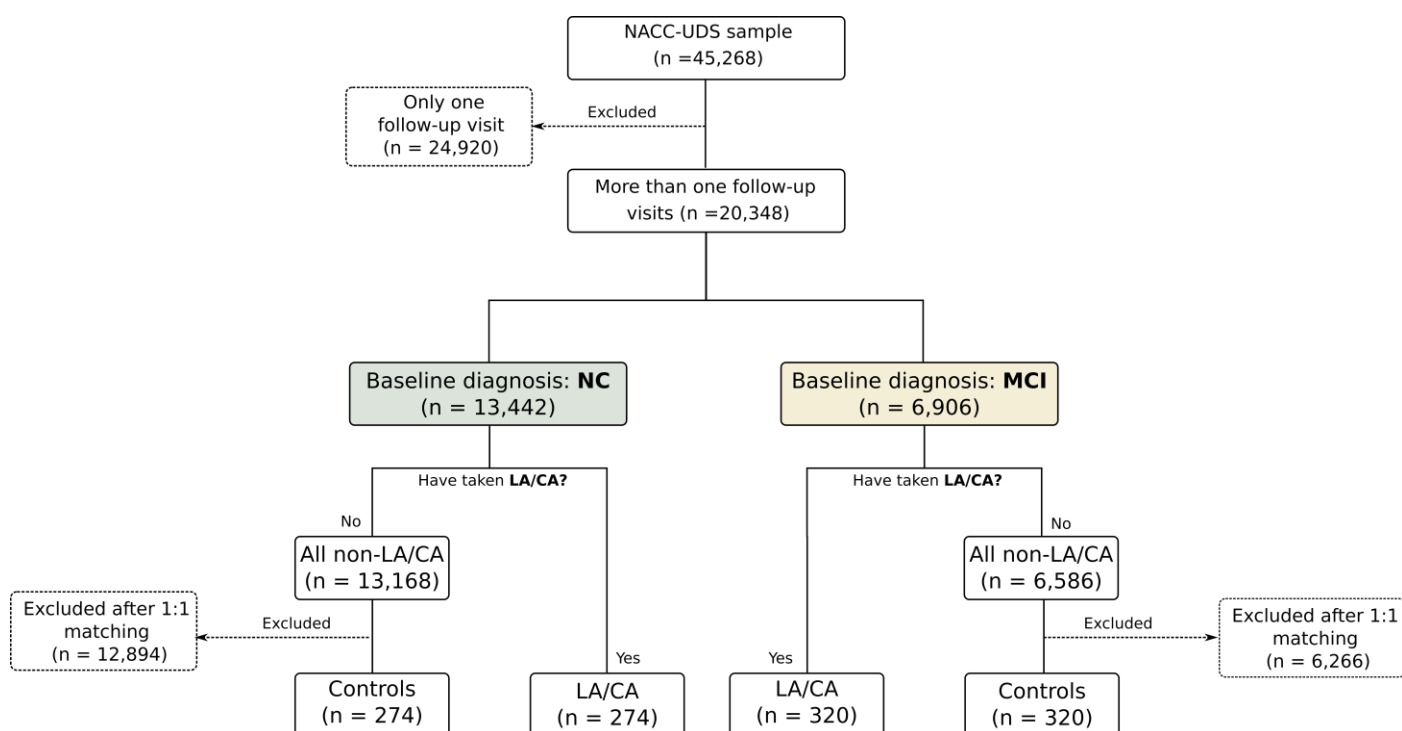 NACC-UDS sample
(n =45,268)
Excluded
Only one
follow-up visit
(n = 24,920)
More than one follow-up
visits (n =20,348)
Baseline diagnosis: NC
(n = 13,442)
Baseline diagnosis: MCI
(n = 6,906)
Have taken LA/CA?
Have taken LA/CA?
No
No
All non-LA/CA
(n = 13,168)
All non-LA/CA
(n = 6,586)
Excluded after 1:1
matching
(n = 12,894)
Excluded
Excluded
Excluded after 1:1
matching
(n = 6,266)
Yes
Yes
Controls
(n = 274)
LA/CA
(n = 274)
LA/CA
(n = 320)
Controls
(n = 320)